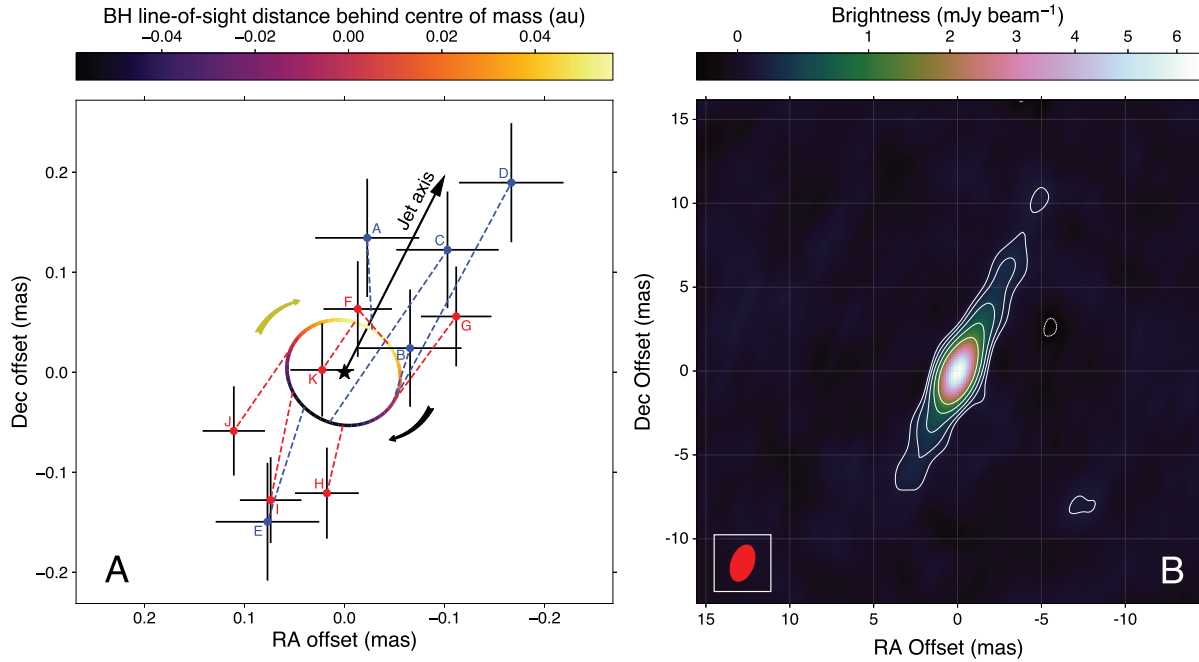 BH line-of-sight distance behind centre of mass (au)
−0.04 −0.02 0.00 0.02 0.04
0.2
0.1
0.0
−0.1
−0.2
Dec offset (mas)
D
Jet axis
A
C
F
G
B
K
J
H
I
E
A
0.2 0.1 0.0 -0.1 -0.2
RA offset (mas)
Brightness (mJy beam⁻¹)
0 1 2 3 4 5 6
15
10
5
0
-5
-10
Dec Offset (mas)
B
15 10 5 0 -5 -10
RA Offset (mas)